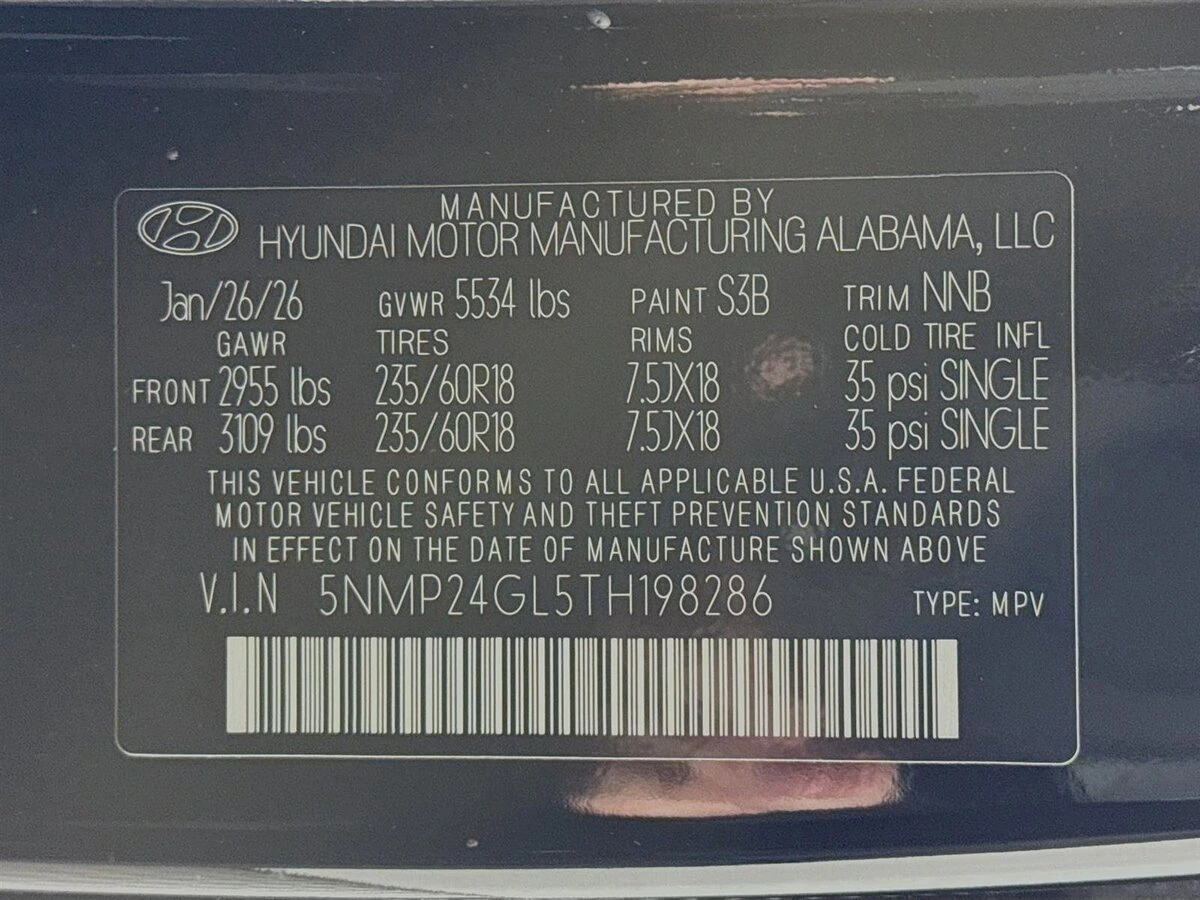 MANUFACTURED BY
HYUNDAI MOTOR MANUFACTURING ALABAMA, LLC
Jan/26/26 GVWR 5534 lbs PAINT S3B TRIM NNB
GAWR TIRES RIMS COLD TIRE INFL
FRONT 2955 lbs 235/60R18 7.5JX18 35 psi SINGLE
REAR 3109 lbs 235/60R18 7.5JX18 35 psi SINGLE
THIS VEHICLE CONFORMS TO ALL APPLICABLE U.S.A. FEDERAL
MOTOR VEHICLE SAFETY AND THEFT PREVENTION STANDARDS
IN EFFECT ON THE DATE OF MANUFACTURE SHOWN ABOVE
V.I.N 5NMP24GL5TH198286 TYPE: MPV